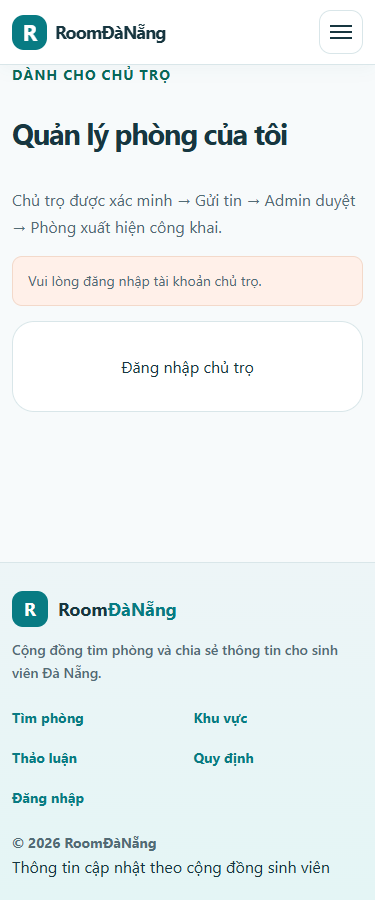 R RoomĐàNẵng
DÀNH CHO CHỦ TRỌ
Quản lý phòng của tôi
Chủ trọ được xác minh → Gửi tin → Admin duyệt
→ Phòng xuất hiện công khai.
Vui lòng đăng nhập tài khoản chủ trọ.
Đăng nhập chủ trọ
R RoomĐàNẵng
Cộng đồng tìm phòng và chia sẻ thông tin cho sinh
viên Đà Nẵng.
Tìm phòng Khu vực
Thảo luận Quy định
Đăng nhập
© 2026 RoomĐàNẵng
Thông tin cập nhật theo cộng đồng sinh viên